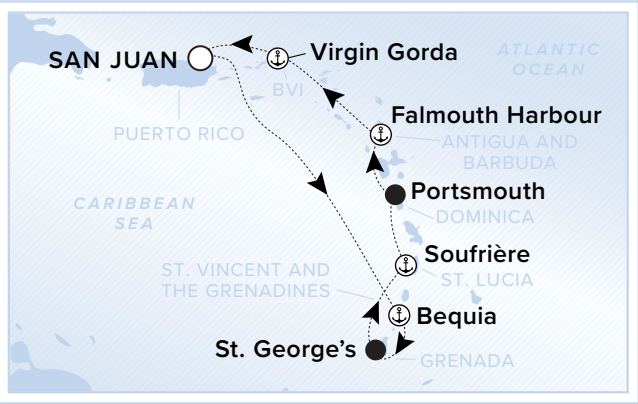 SAN JUAN
Virgin Gorda
ATLANTIC
OCEAN
BVI
Falmouth Harbour
PUERTO RICO
ANTIGUA AND
BARBUDA
Portsmouth
CARIBBEAN
SEA
DOMINICA
Soufrière
ST. VINCENT AND
THE GRENADINES
ST. LUCIA
Bequia
St. George's
GRENADA